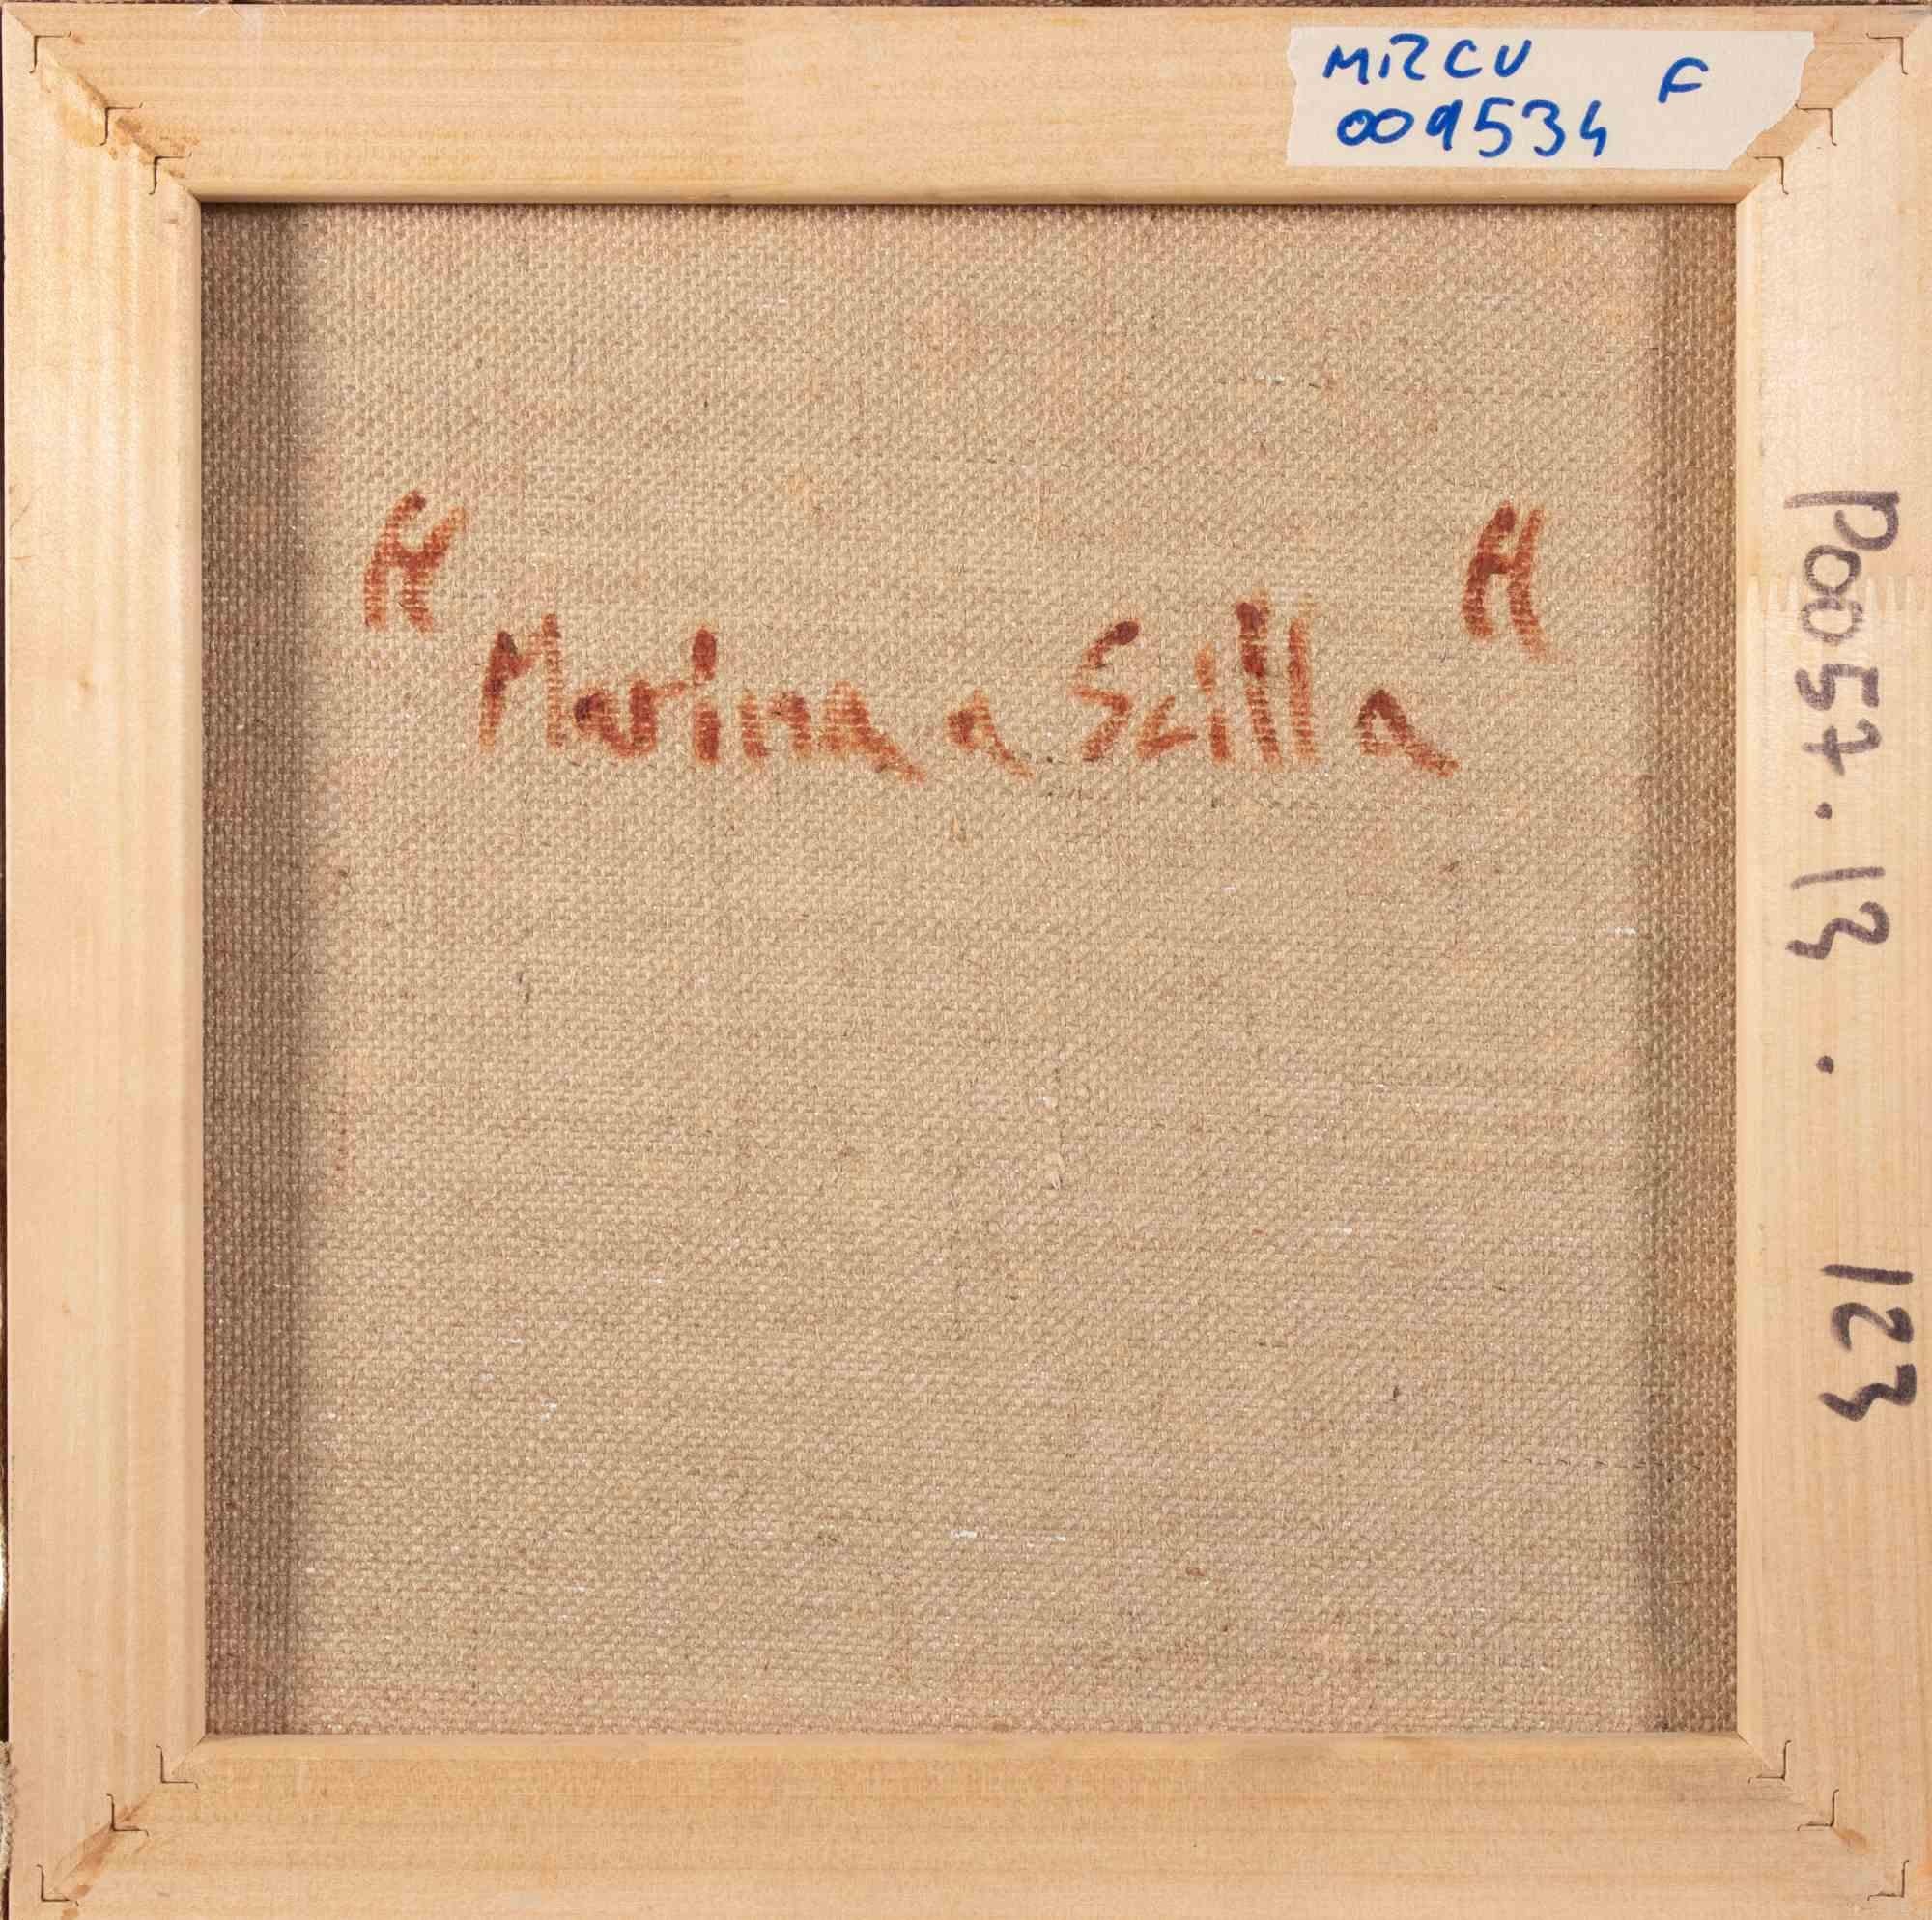 MIRCU F
009534
"Marina a Scilla"
P0057.13. 123